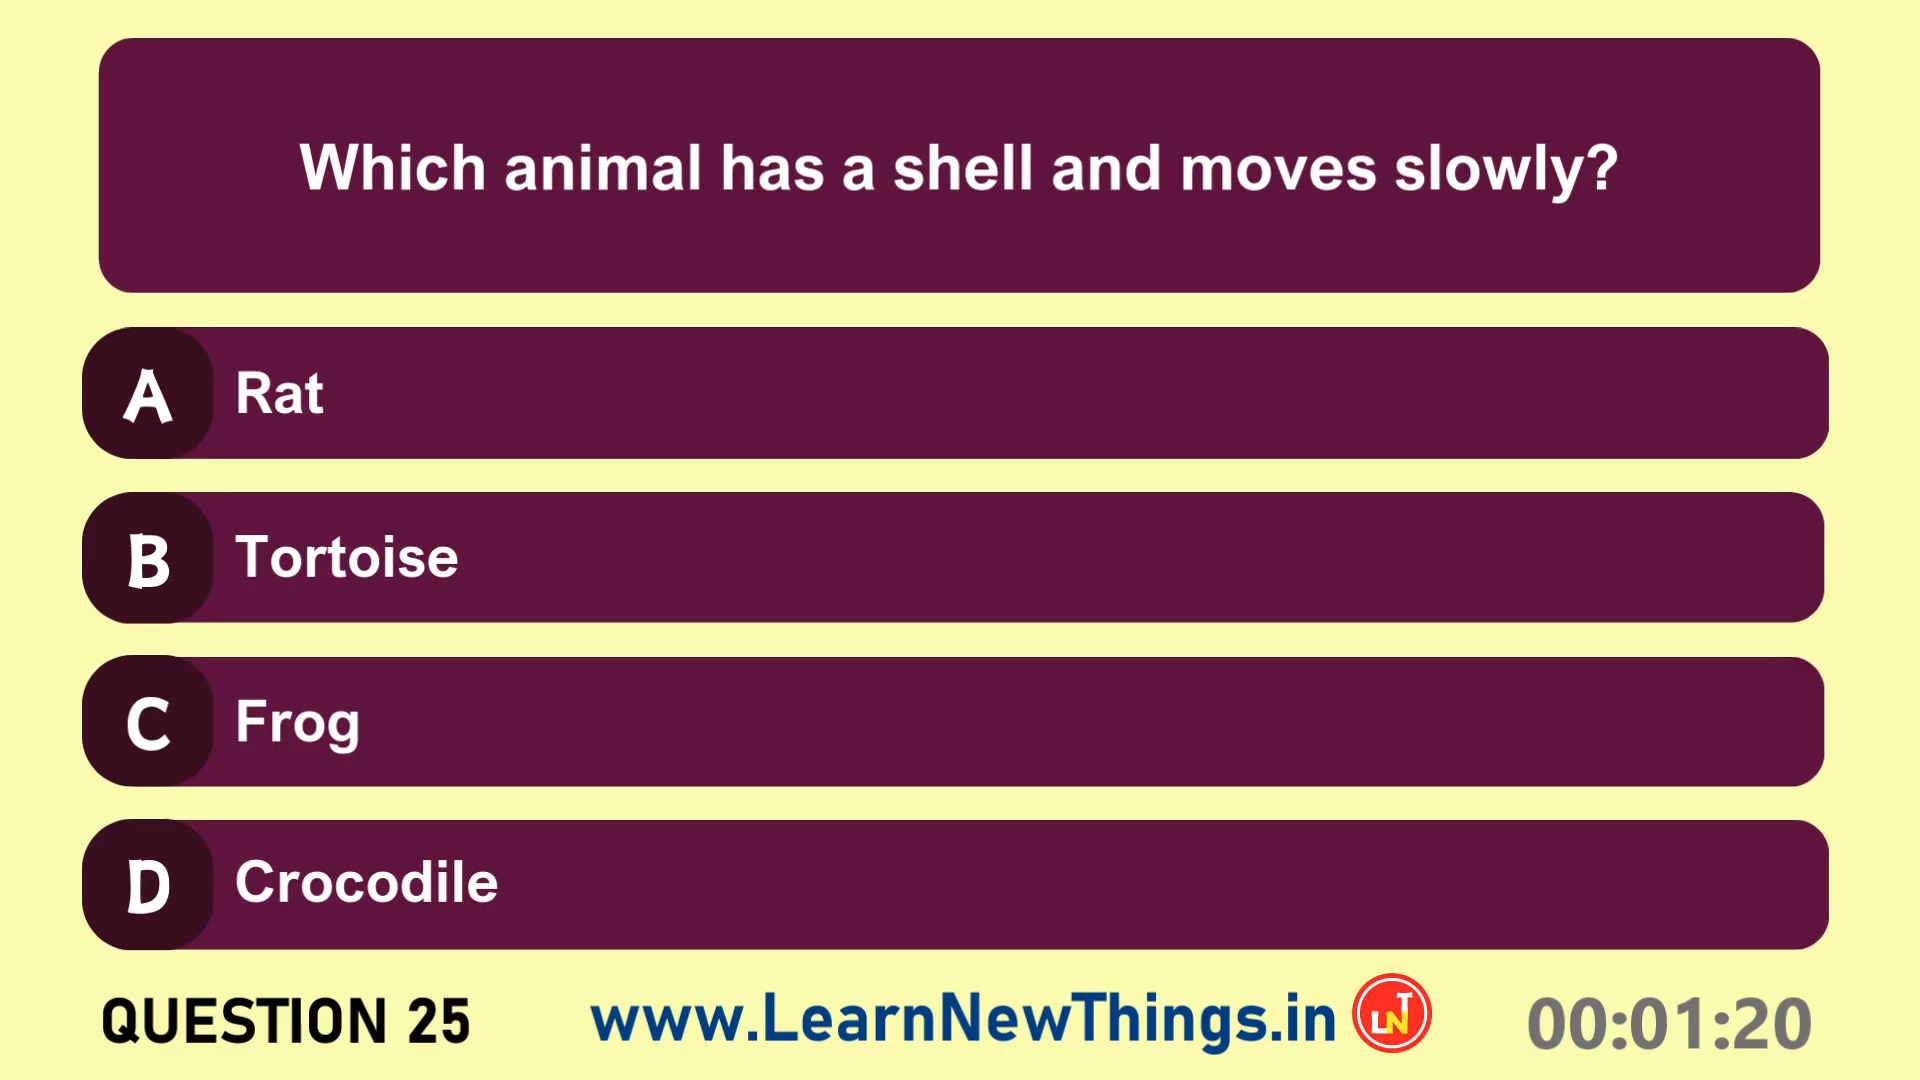 Which animal has a shell and moves slowly?
A Rat
B Tortoise
C Frog
D Crocodile
QUESTION 25 www.LearnNewThings.in LNT 00:01:20